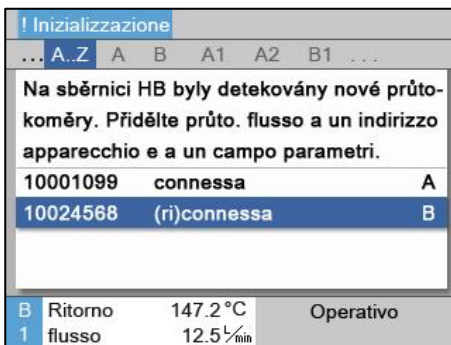 ! Inizializzazione
... A..Z A B A1 A2 B1 ...
Na sběrnici HB byly detekovány nové průto-
koměry. Přidělte průto. flusso a un indirizzo
apparecchio e a un campo parametri.
10001099 connessa A
10024568 (ri)connessa B
B Ritorno 147.2 °C Operativo
1 flusso 12.5 L/min